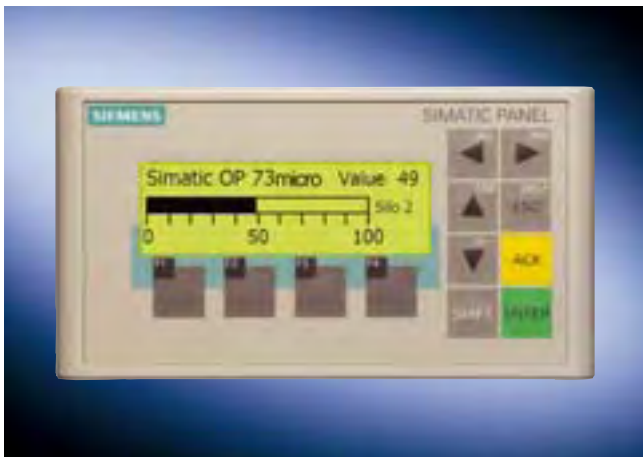 SIEMENS
SIMATIC PANEL
Simatic OP 73micro Value 49
Silo 2
0 50 100
ESC
ACK
SHIFT ENTER